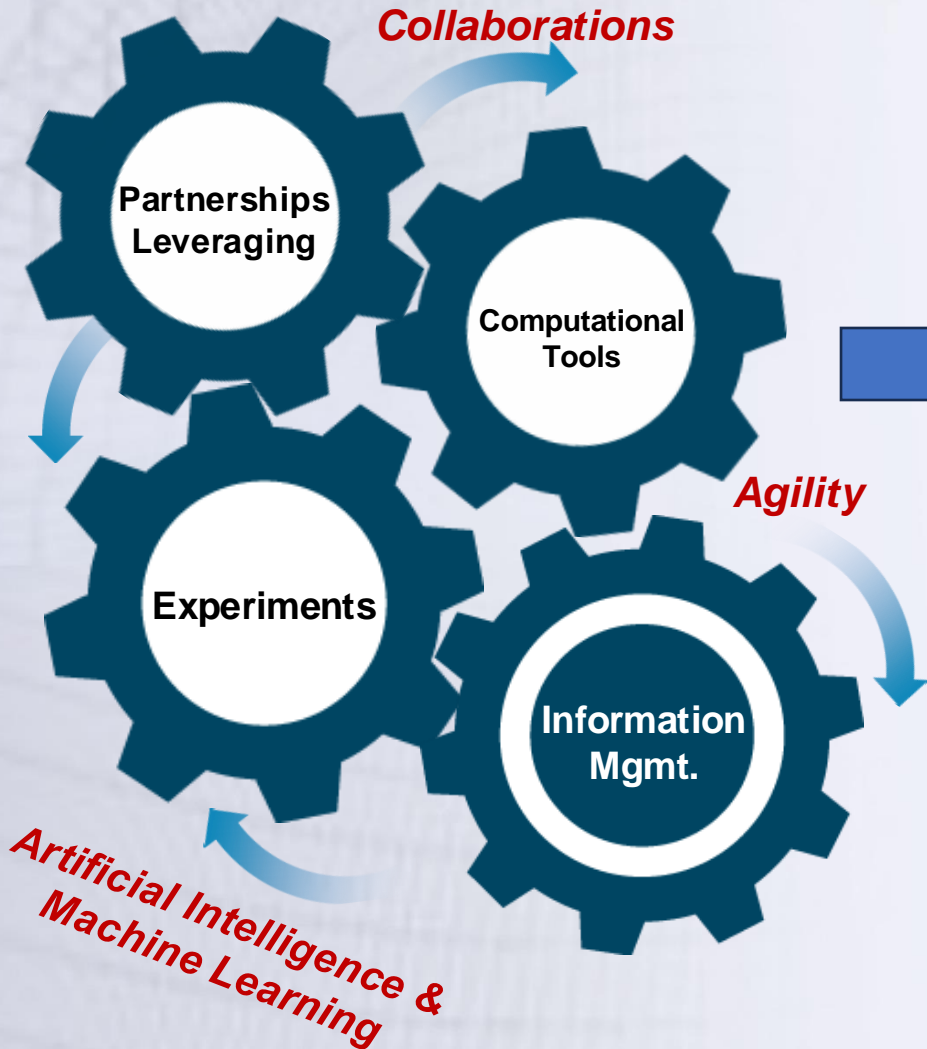 Collaborations
Partnerships
Leveraging
Computational
Tools
Agility
Experiments
Information
Mgmt.
Artificial Intelligence &
Machine Learning